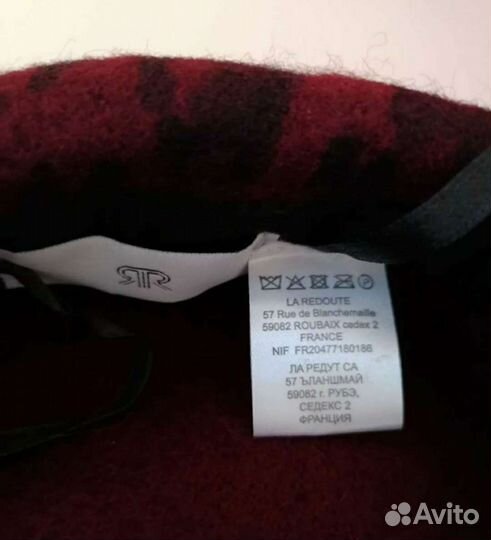 LA REDOUTE
57 Rue de Blanchemaille
59082 ROUBAIX cedex 2
FRANCE
NIF FR20477180186
ЛА РЕДУТ СА
57 ЪЛАНШМАЙ
59082 г. РУБЭ,
СЕДЕКС 2
ФРАНЦИЯ
Avito